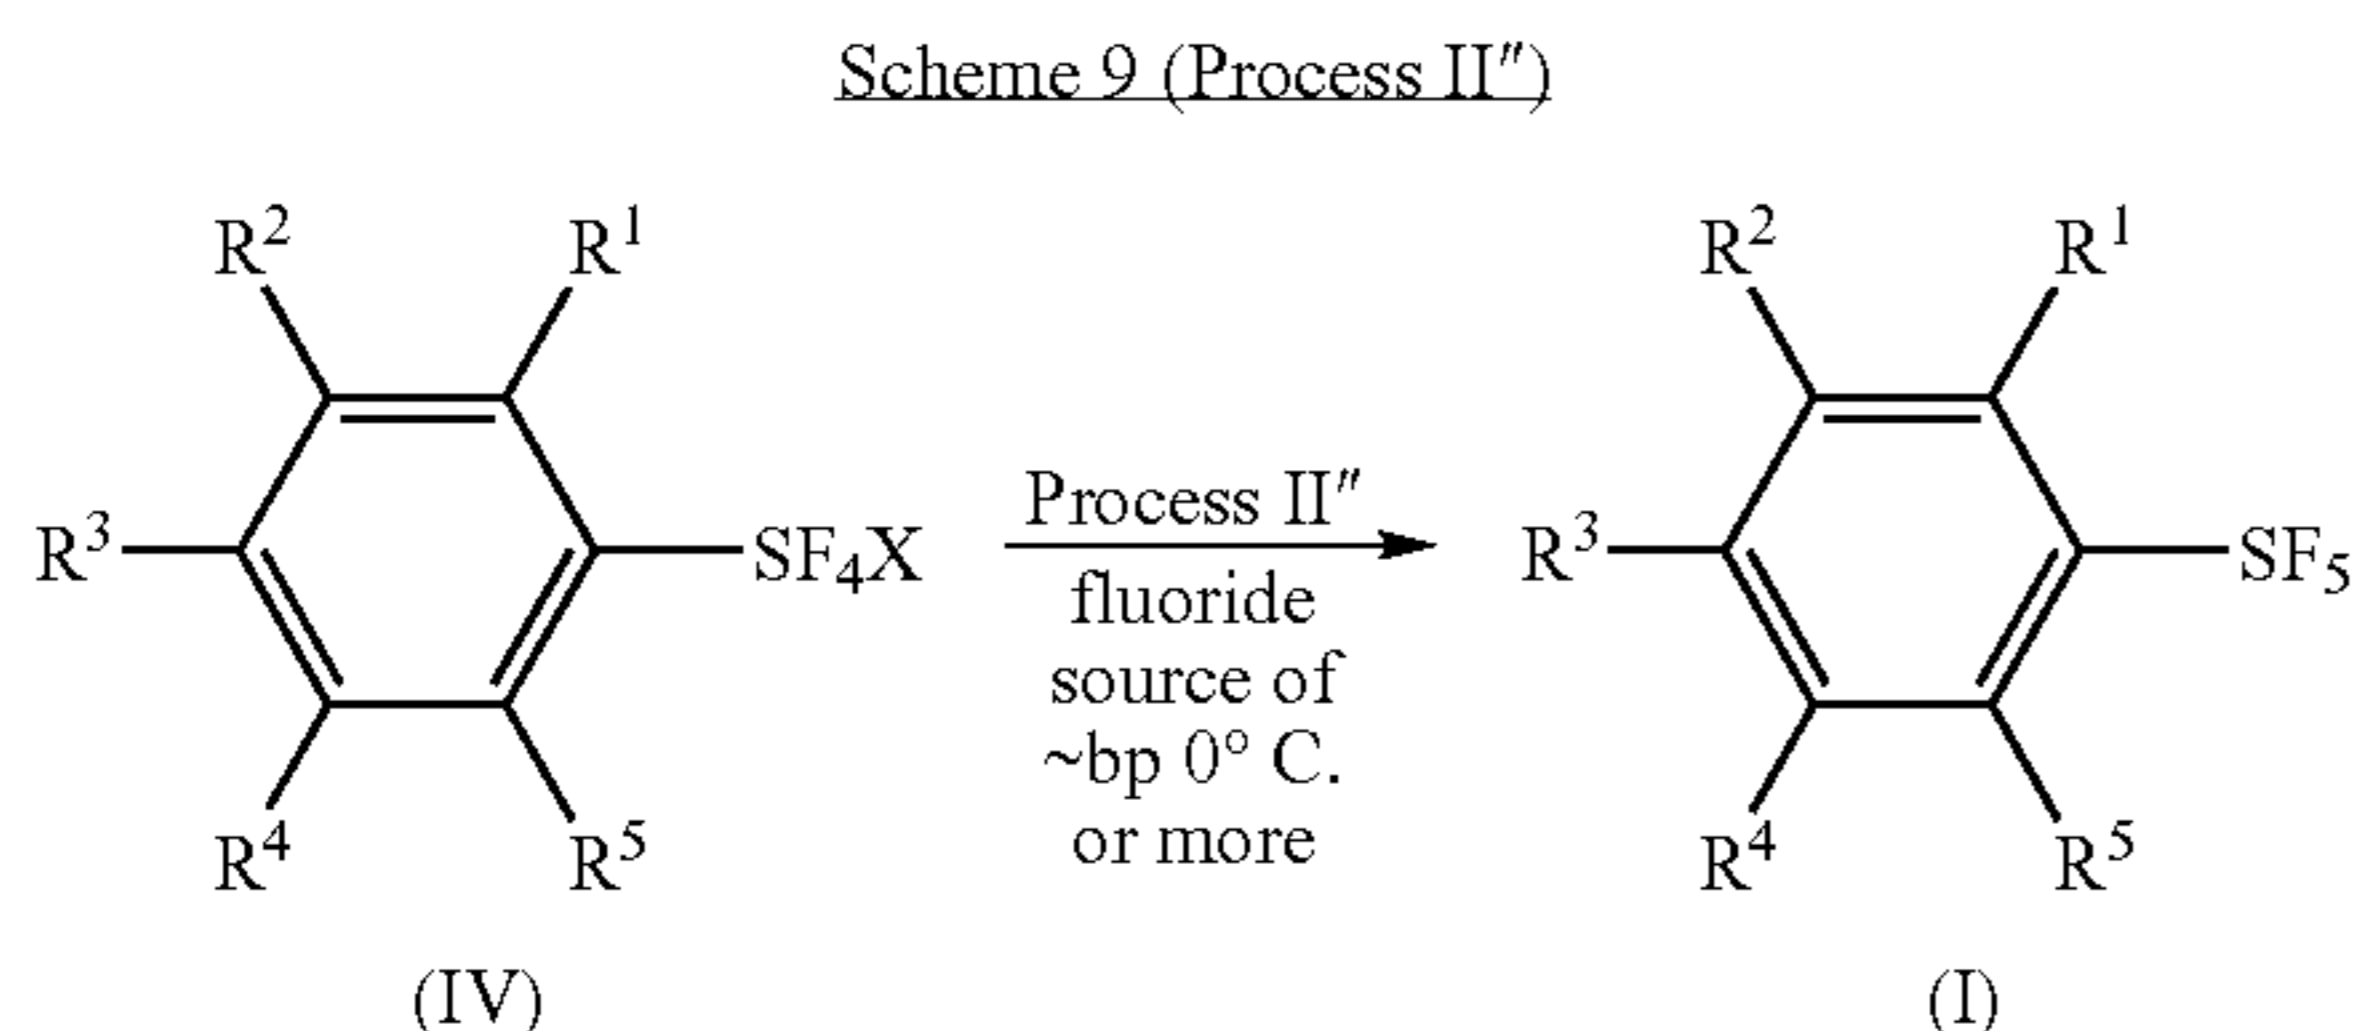 Scheme 9 (Process II″)
R² R¹ R² R¹
R³ SF₄X Process II″ R³ SF₅
fluoride
source of
~bp 0° C.
or more
R⁴ R⁵ R⁴ R⁵
(IV) (I)